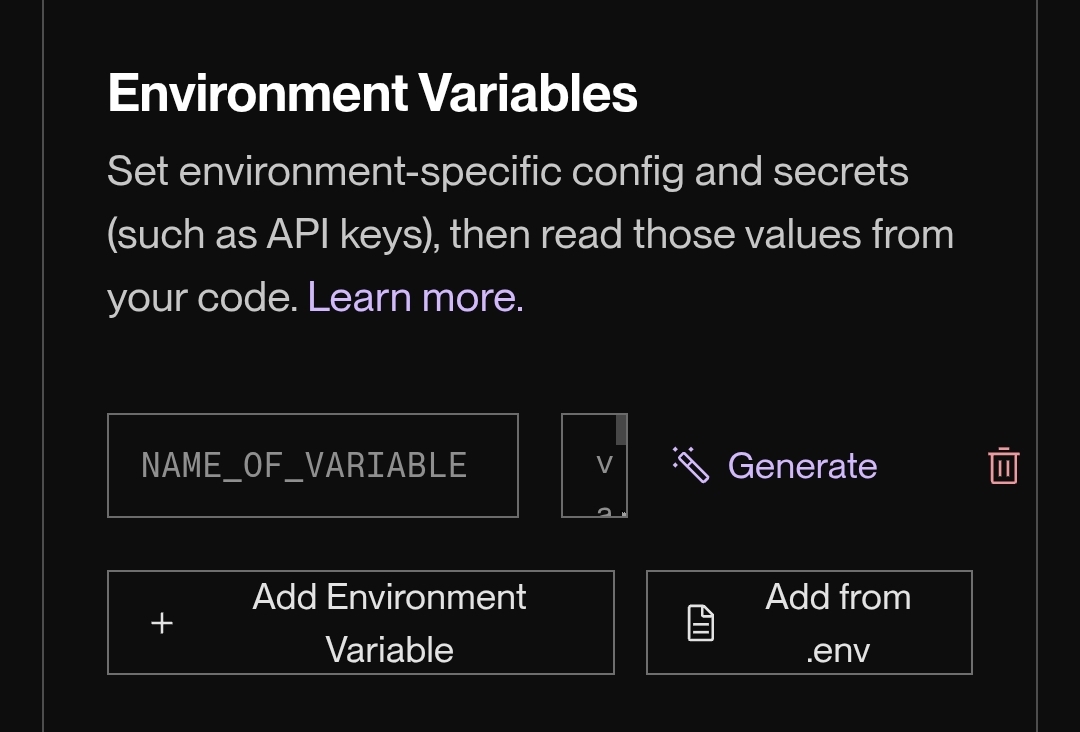 Environment Variables
Set environment-specific config and secrets
(such as API keys), then read those values from
your code. Learn more.
NAME_OF_VARIABLE
v
a
Generate
Add Environment
Variable
Add from
.env